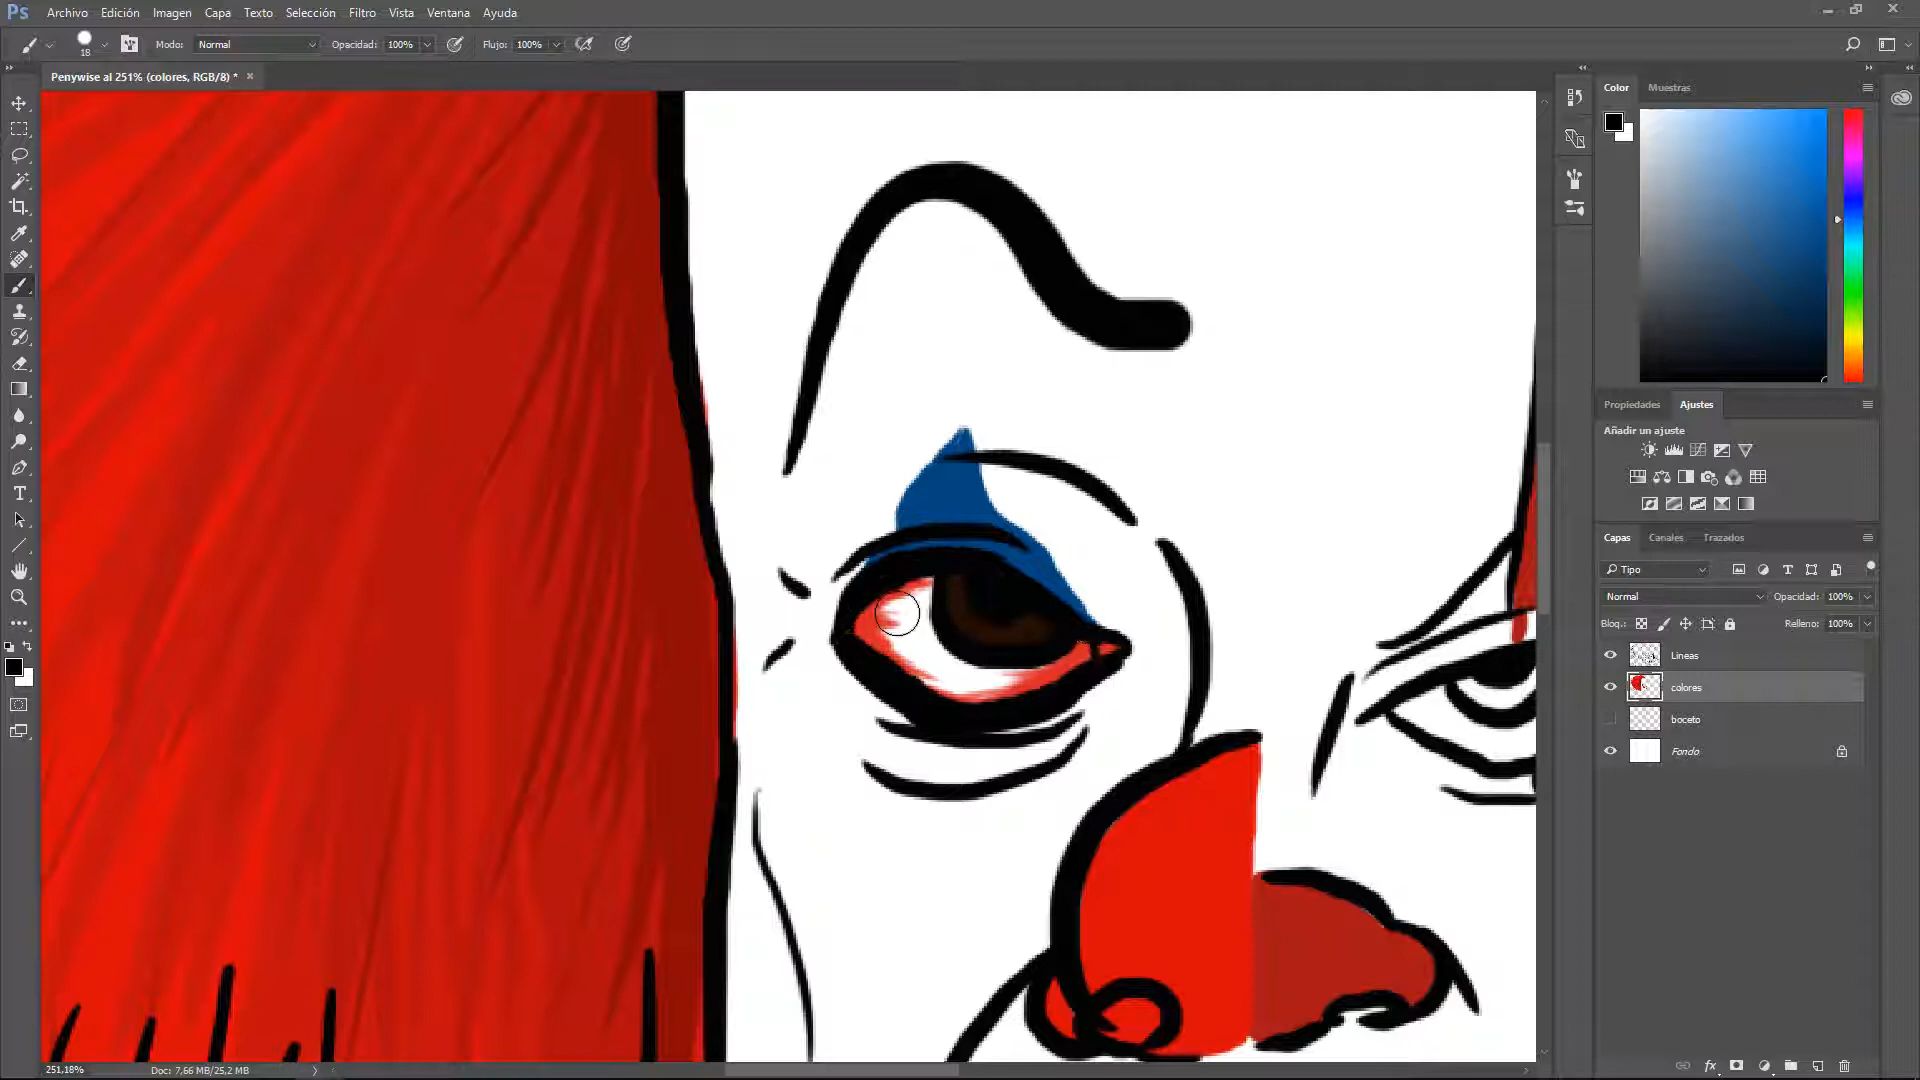 Ps Archivo Edición Imagen Capa Texto Selección Filtro Vista Ventana Ayuda
18 Modo: Normal Opacidad: 100% Flujo: 100%
Penywise al 251% (colores, RGB/8) * ×
Color Muestras
Propiedades Ajustes
Añadir un ajuste
Capas Canales Trazados
Tipo
Normal Opacidad: 100%
Bloq.: Relleno: 100%
Lineas
colores
boceto
Fondo
251,18% Doc: 7,66 MB/25,2 MB